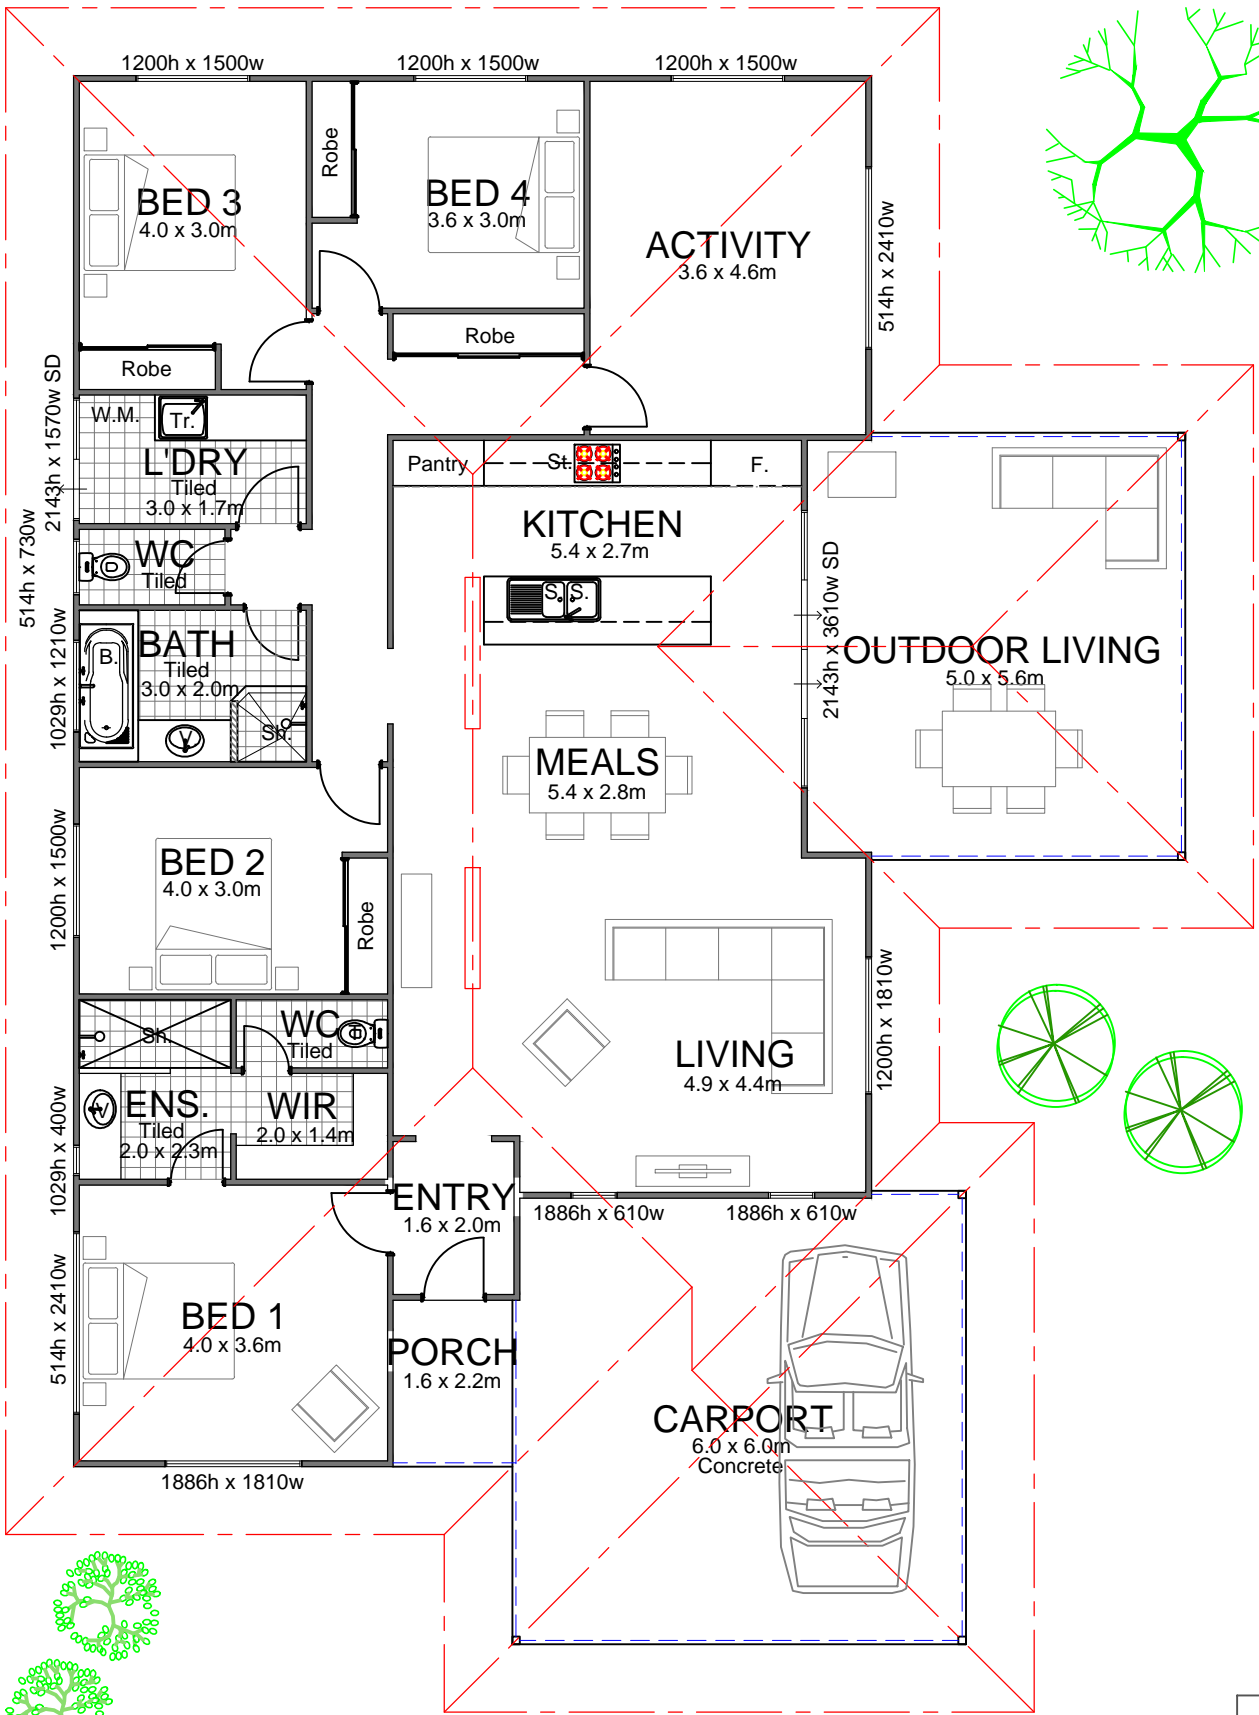 1200h x 1500w
1200h x 1500w
1200h x 1500w
Robe
BED 3
4.0 x 3.0m
BED 4
3.6 x 3.0m
ACTIVITY
3.6 x 4.6m
514h x 2410w
Robe
Robe
2143h x 1570w SD
W.M.
Tr.
L'DRY
Tiled
3.0 x 1.7m
Pantry
St.
F.
KITCHEN
5.4 x 2.7m
514h x 730w
WC
Tiled
S.
S.
2143h x 3610w SD
1029h x 1210w
B.
BATH
Tiled
3.0 x 2.0m
V
Sh.
OUTDOOR LIVING
5.0 x 5.6m
MEALS
5.4 x 2.8m
1200h x 1500w
BED 2
4.0 x 3.0m
Robe
1200h x 1810w
Sh.
WC
Tiled
LIVING
4.9 x 4.4m
1029h x 400w
V
ENS.
Tiled
2.0 x 2.3m
WIR
2.0 x 1.4m
ENTRY
1.6 x 2.0m
1886h x 610w
1886h x 610w
514h x 2410w
BED 1
4.0 x 3.6m
PORCH
1.6 x 2.2m
CARPORT
6.0 x 6.0m
Concrete
1886h x 1810w